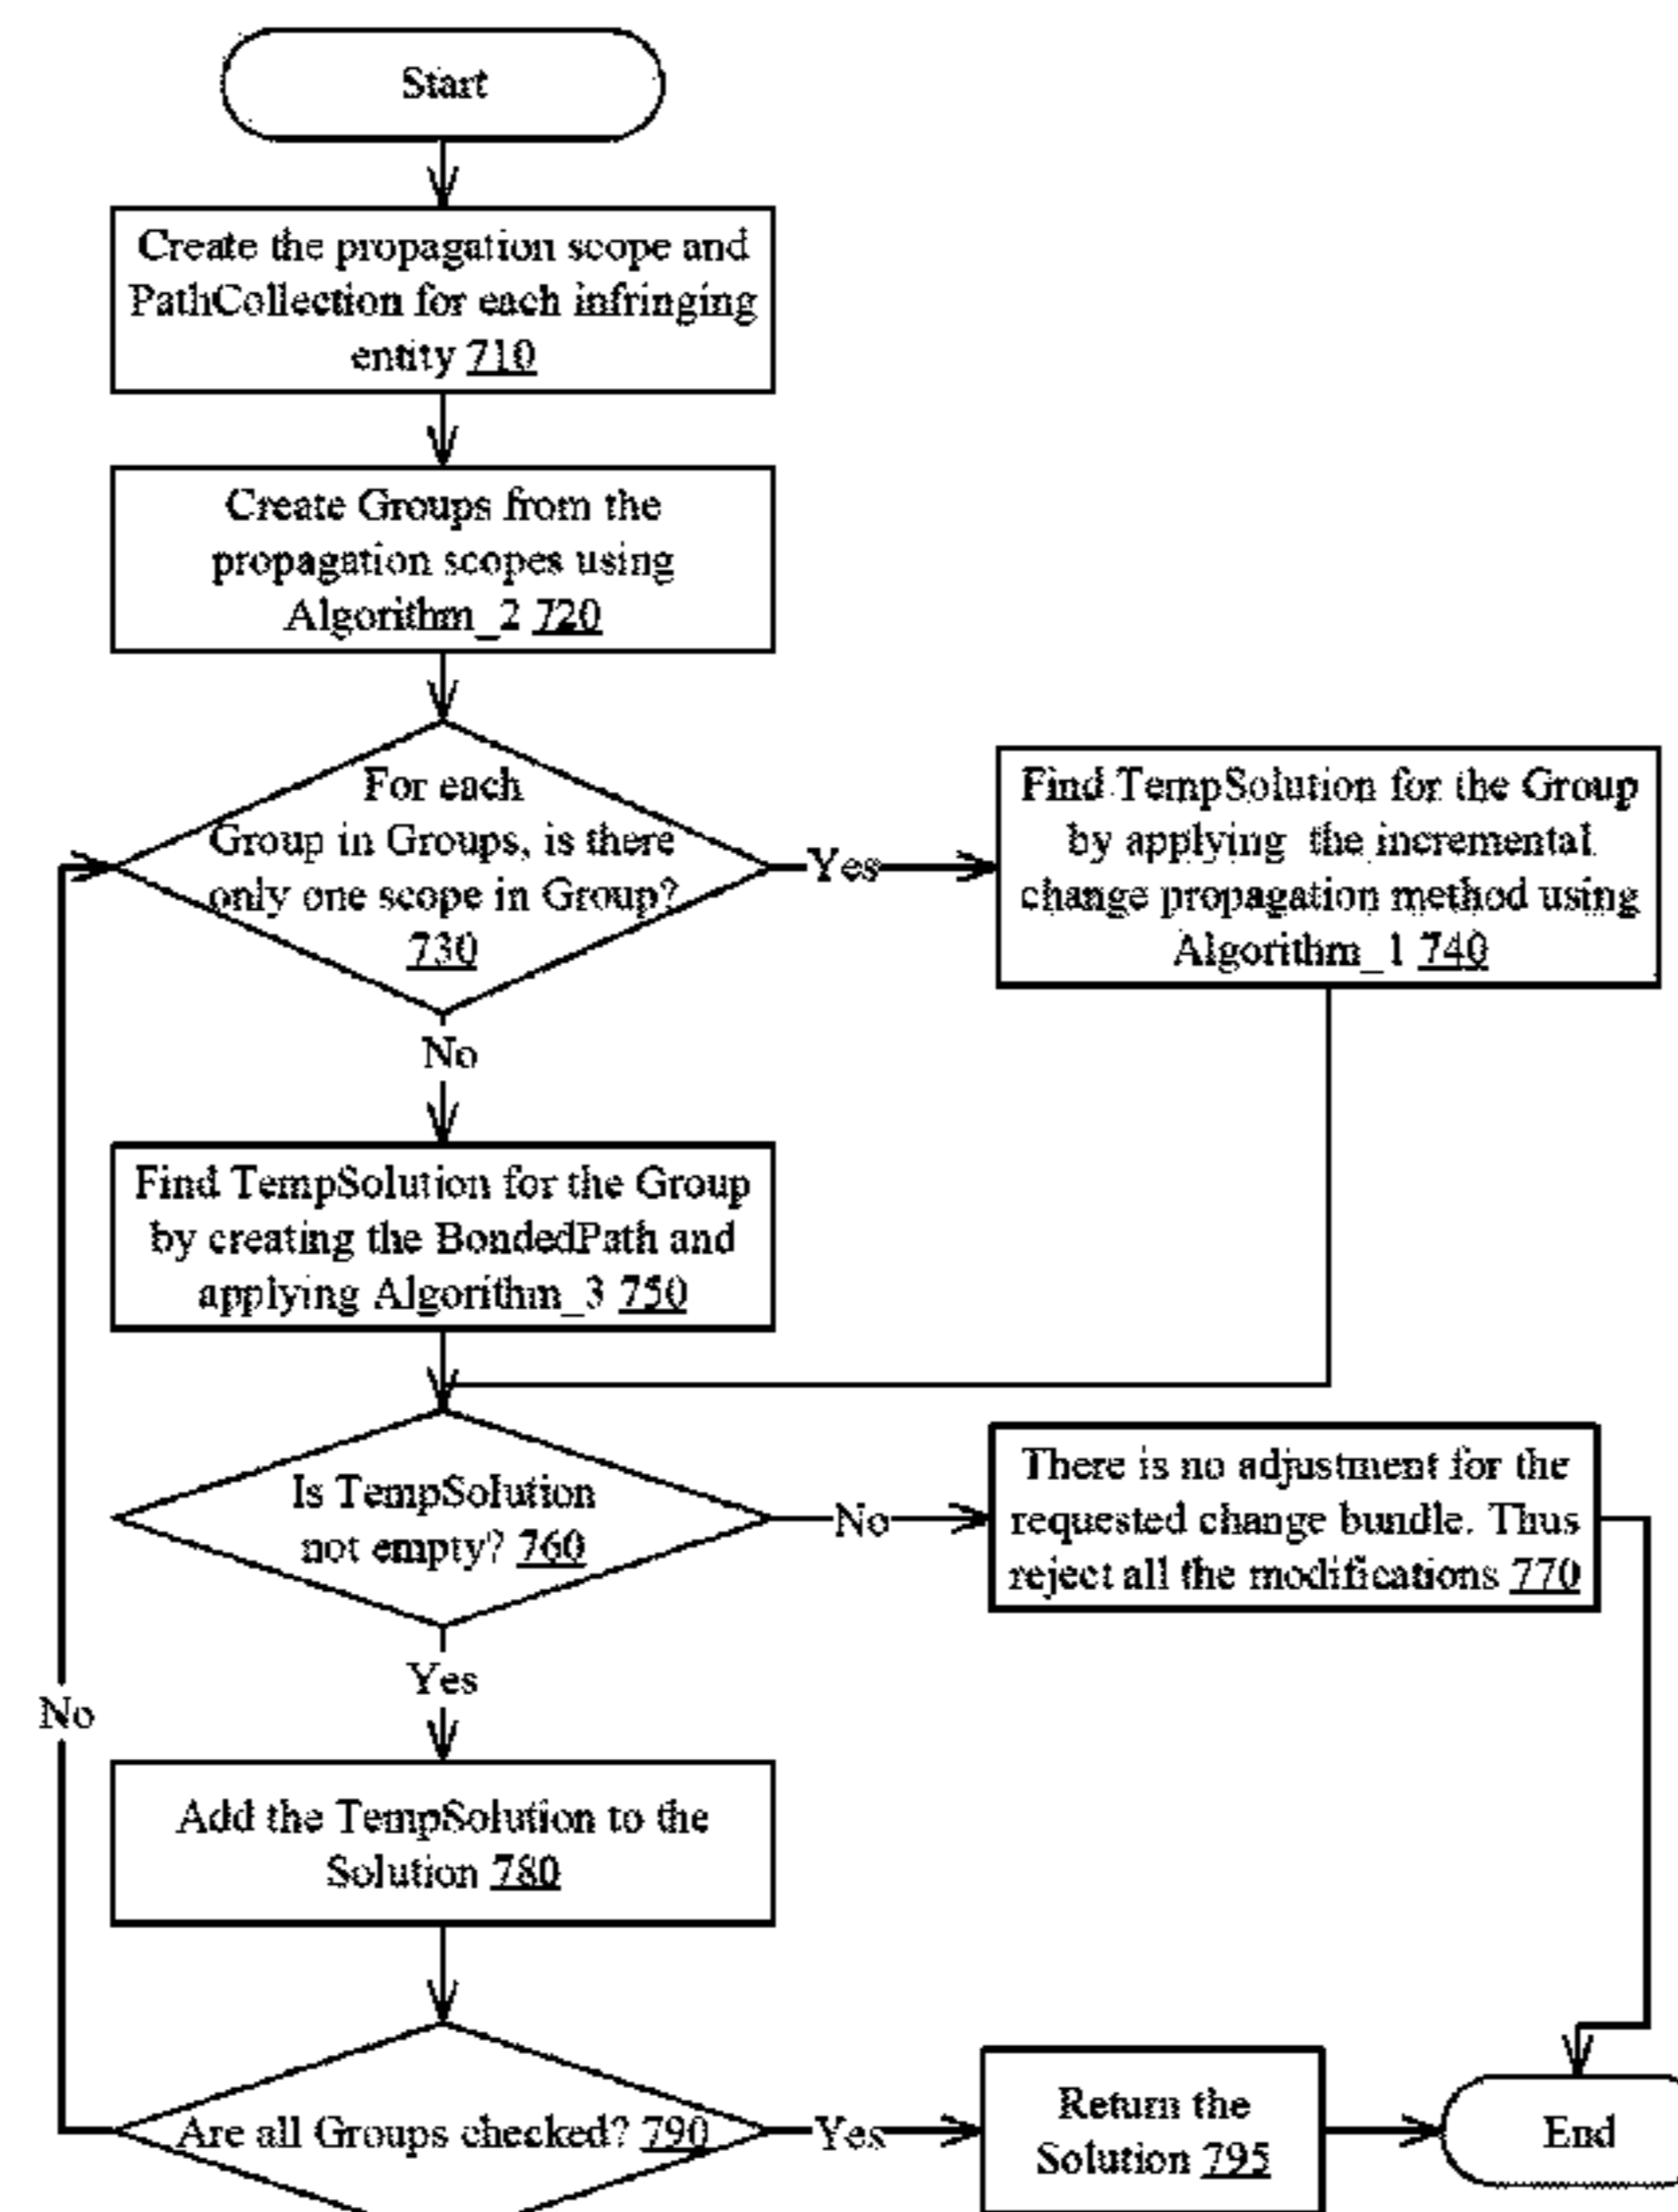 Start
Create the propagation scope and
PathCollection for each infringing
entity 710
Create Groups from the
propagation scopes using
Algorithm_2 720
For each
Group in Groups, is there
only one scope in Group?
730
Yes
Find TempSolution for the Group
by applying the incremental
change propagation method using
Algorithm_1 740
No
Find TempSolution for the Group
by creating the BondedPath and
applying Algorithm_3 750
Is TempSolution
not empty? 760
No
There is no adjustment for the
requested change bundle. Thus
reject all the modifications 770
Yes
No
Add the TempSolution to the
Solution 780
Are all Groups checked? 790
Yes
Return the
Solution 795
End